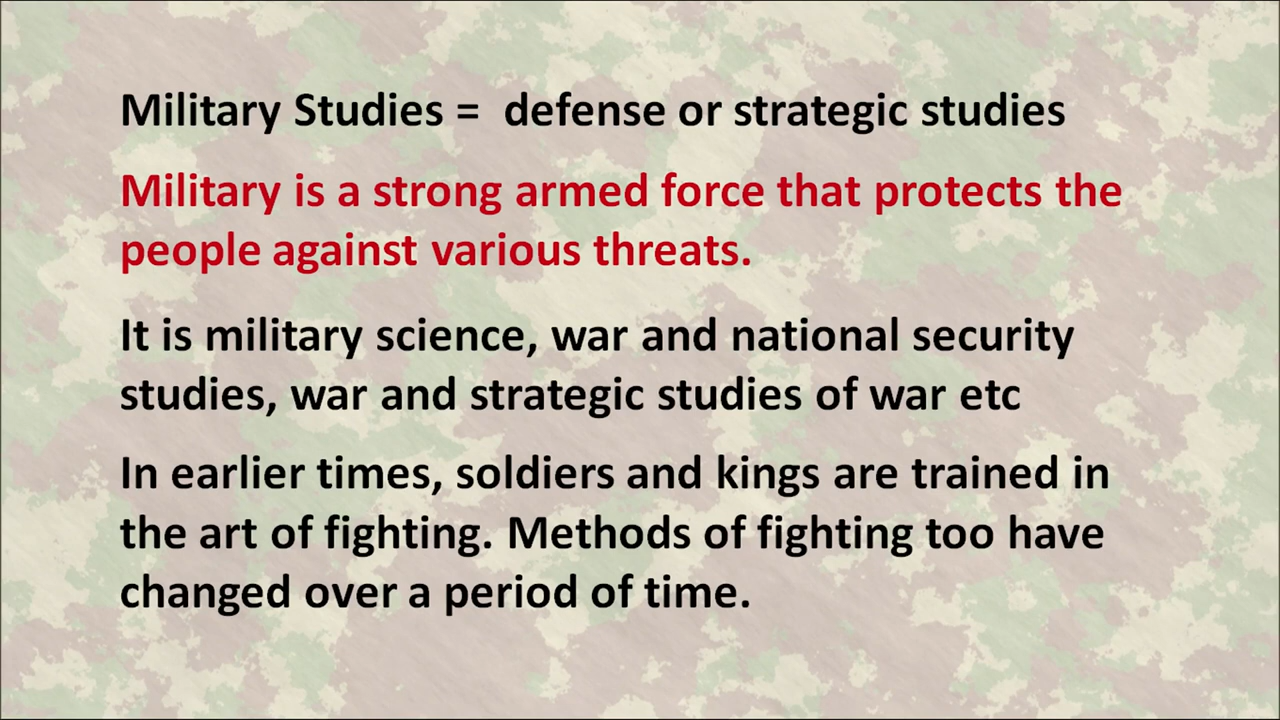 Military Studies =  defense or strategic studies
Military is a strong armed force that protects the
people against various threats.
It is military science, war and national security
studies, war and strategic studies of war etc
In earlier times, soldiers and kings are trained in
the art of fighting. Methods of fighting too have
changed over a period of time.